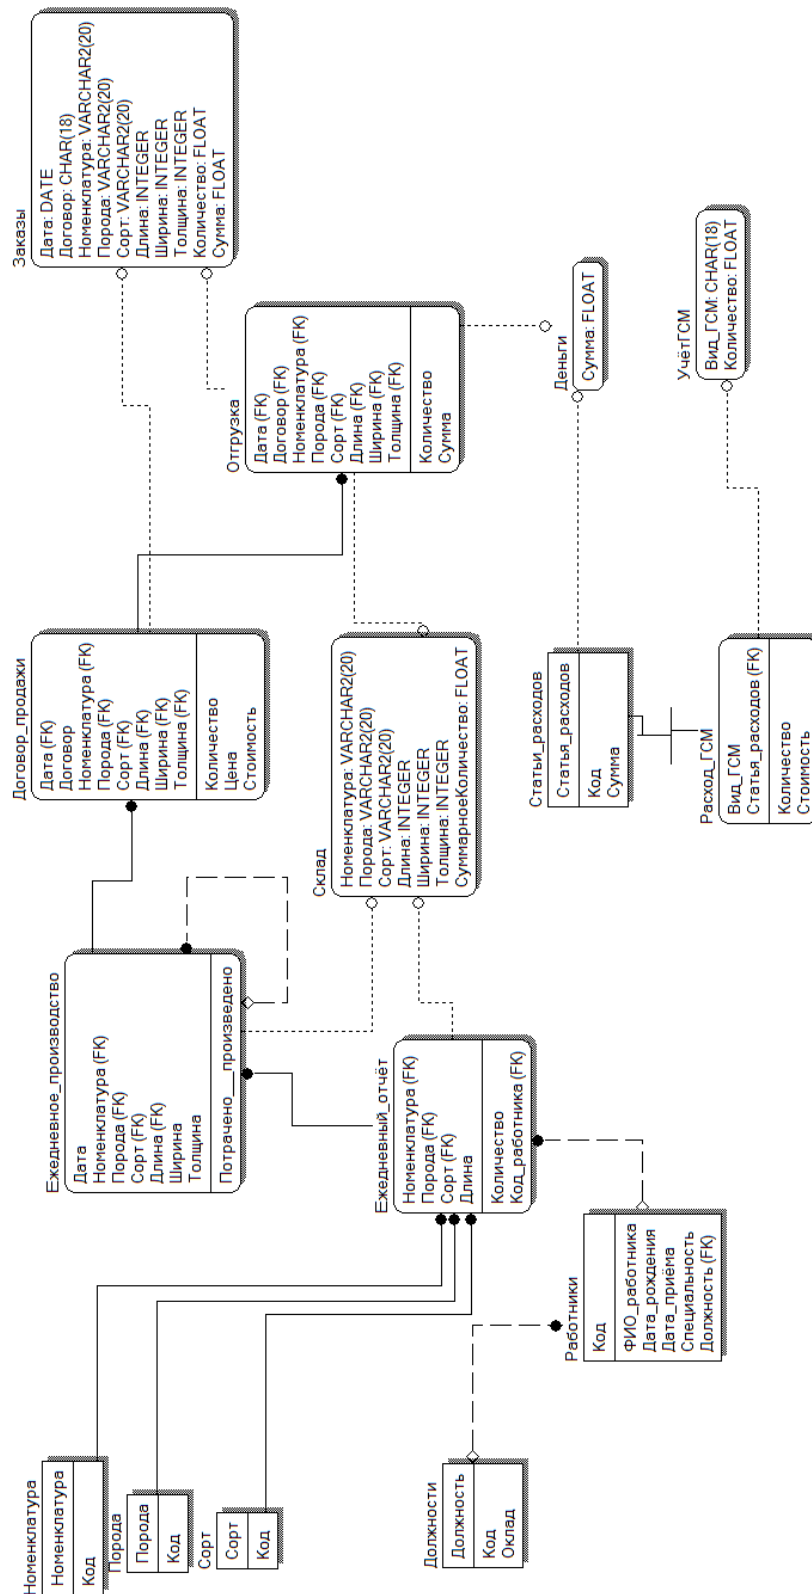 Номенклатура
Номенклатура
Код
Порода
Порода
Код
Сорт
Сорт
Код
Должности
Должность
Код
Оклад
Работники
Код
ФИО_работника
Дата_рождения
Дата_приёма
Специальность
Должность (FK)
Ежедневное_производство
Дата
Номенклатура (FK)
Порода (FK)
Сорт (FK)
Длина (FK)
Ширина
Толщина
Потрачено__произведено
Ежедневный_отчёт
Номенклатура (FK)
Порода (FK)
Сорт (FK)
Длина
Количество
Код_работника (FK)
Договор_продажи
Дата (FK)
Договор
Номенклатура (FK)
Порода (FK)
Сорт (FK)
Длина (FK)
Ширина (FK)
Толщина (FK)
Количество
Цена
Стоимость
Склад
Номенклатура: VARCHAR2(20)
Порода: VARCHAR2(20)
Сорт: VARCHAR2(20)
Длина: INTEGER
Ширина: INTEGER
Толщина: INTEGER
СуммарноеКоличество: FLOAT
Статьи_расходов
Статья_расходов
Код
Сумма
Расход_ГСМ
Вид_ГСМ
Статья_расходов (FK)
Количество
Стоимость
Заказы
Дата: DATE
Договор: CHAR(18)
Номенклатура: VARCHAR2(20)
Порода: VARCHAR2(20)
Сорт: VARCHAR2(20)
Длина: INTEGER
Ширина: INTEGER
Толщина: INTEGER
Количество: FLOAT
Сумма: FLOAT
Отгрузка
Дата (FK)
Договор (FK)
Номенклатура (FK)
Порода (FK)
Сорт (FK)
Длина (FK)
Ширина (FK)
Толщина (FK)
Количество
Сумма
Деньги
Сумма: FLOAT
УчётГСМ
Вид_ГСМ: CHAR(18)
Количество: FLOAT